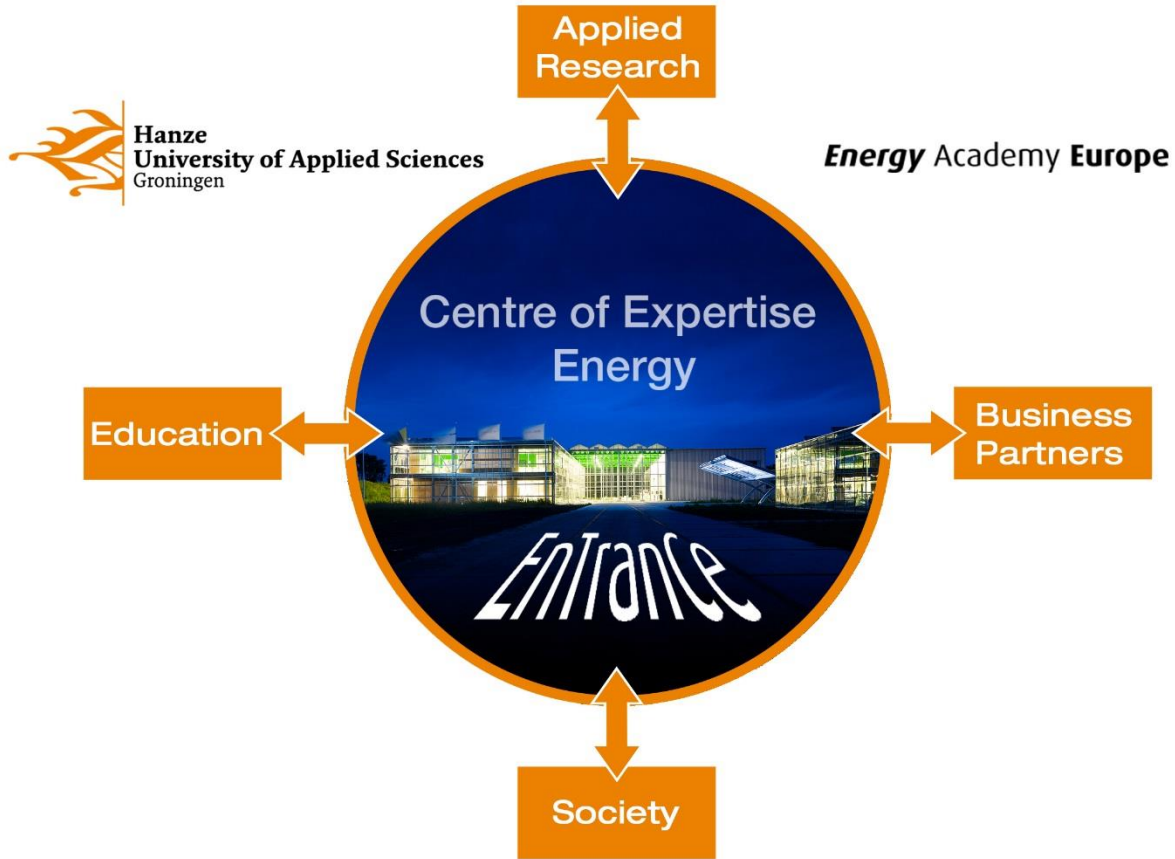 Applied
Research
Hanze
University of Applied Sciences
Groningen
Energy Academy Europe
Centre of Expertise
Energy
Education
Business
Partners
EnTranCe
Society